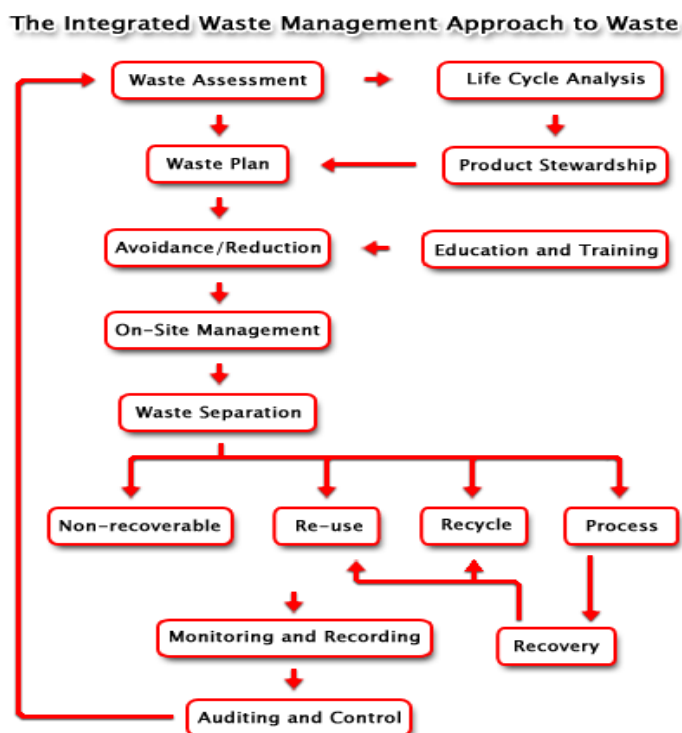 The Integrated Waste Management Approach to Waste
Waste Assessment
Life Cycle Analysis
Waste Plan
Product Stewardship
Avoidance/Reduction
Education and Training
On-Site Management
Waste Separation
Non-recoverable
Re-use
Recycle
Process
Monitoring and Recording
Recovery
Auditing and Control